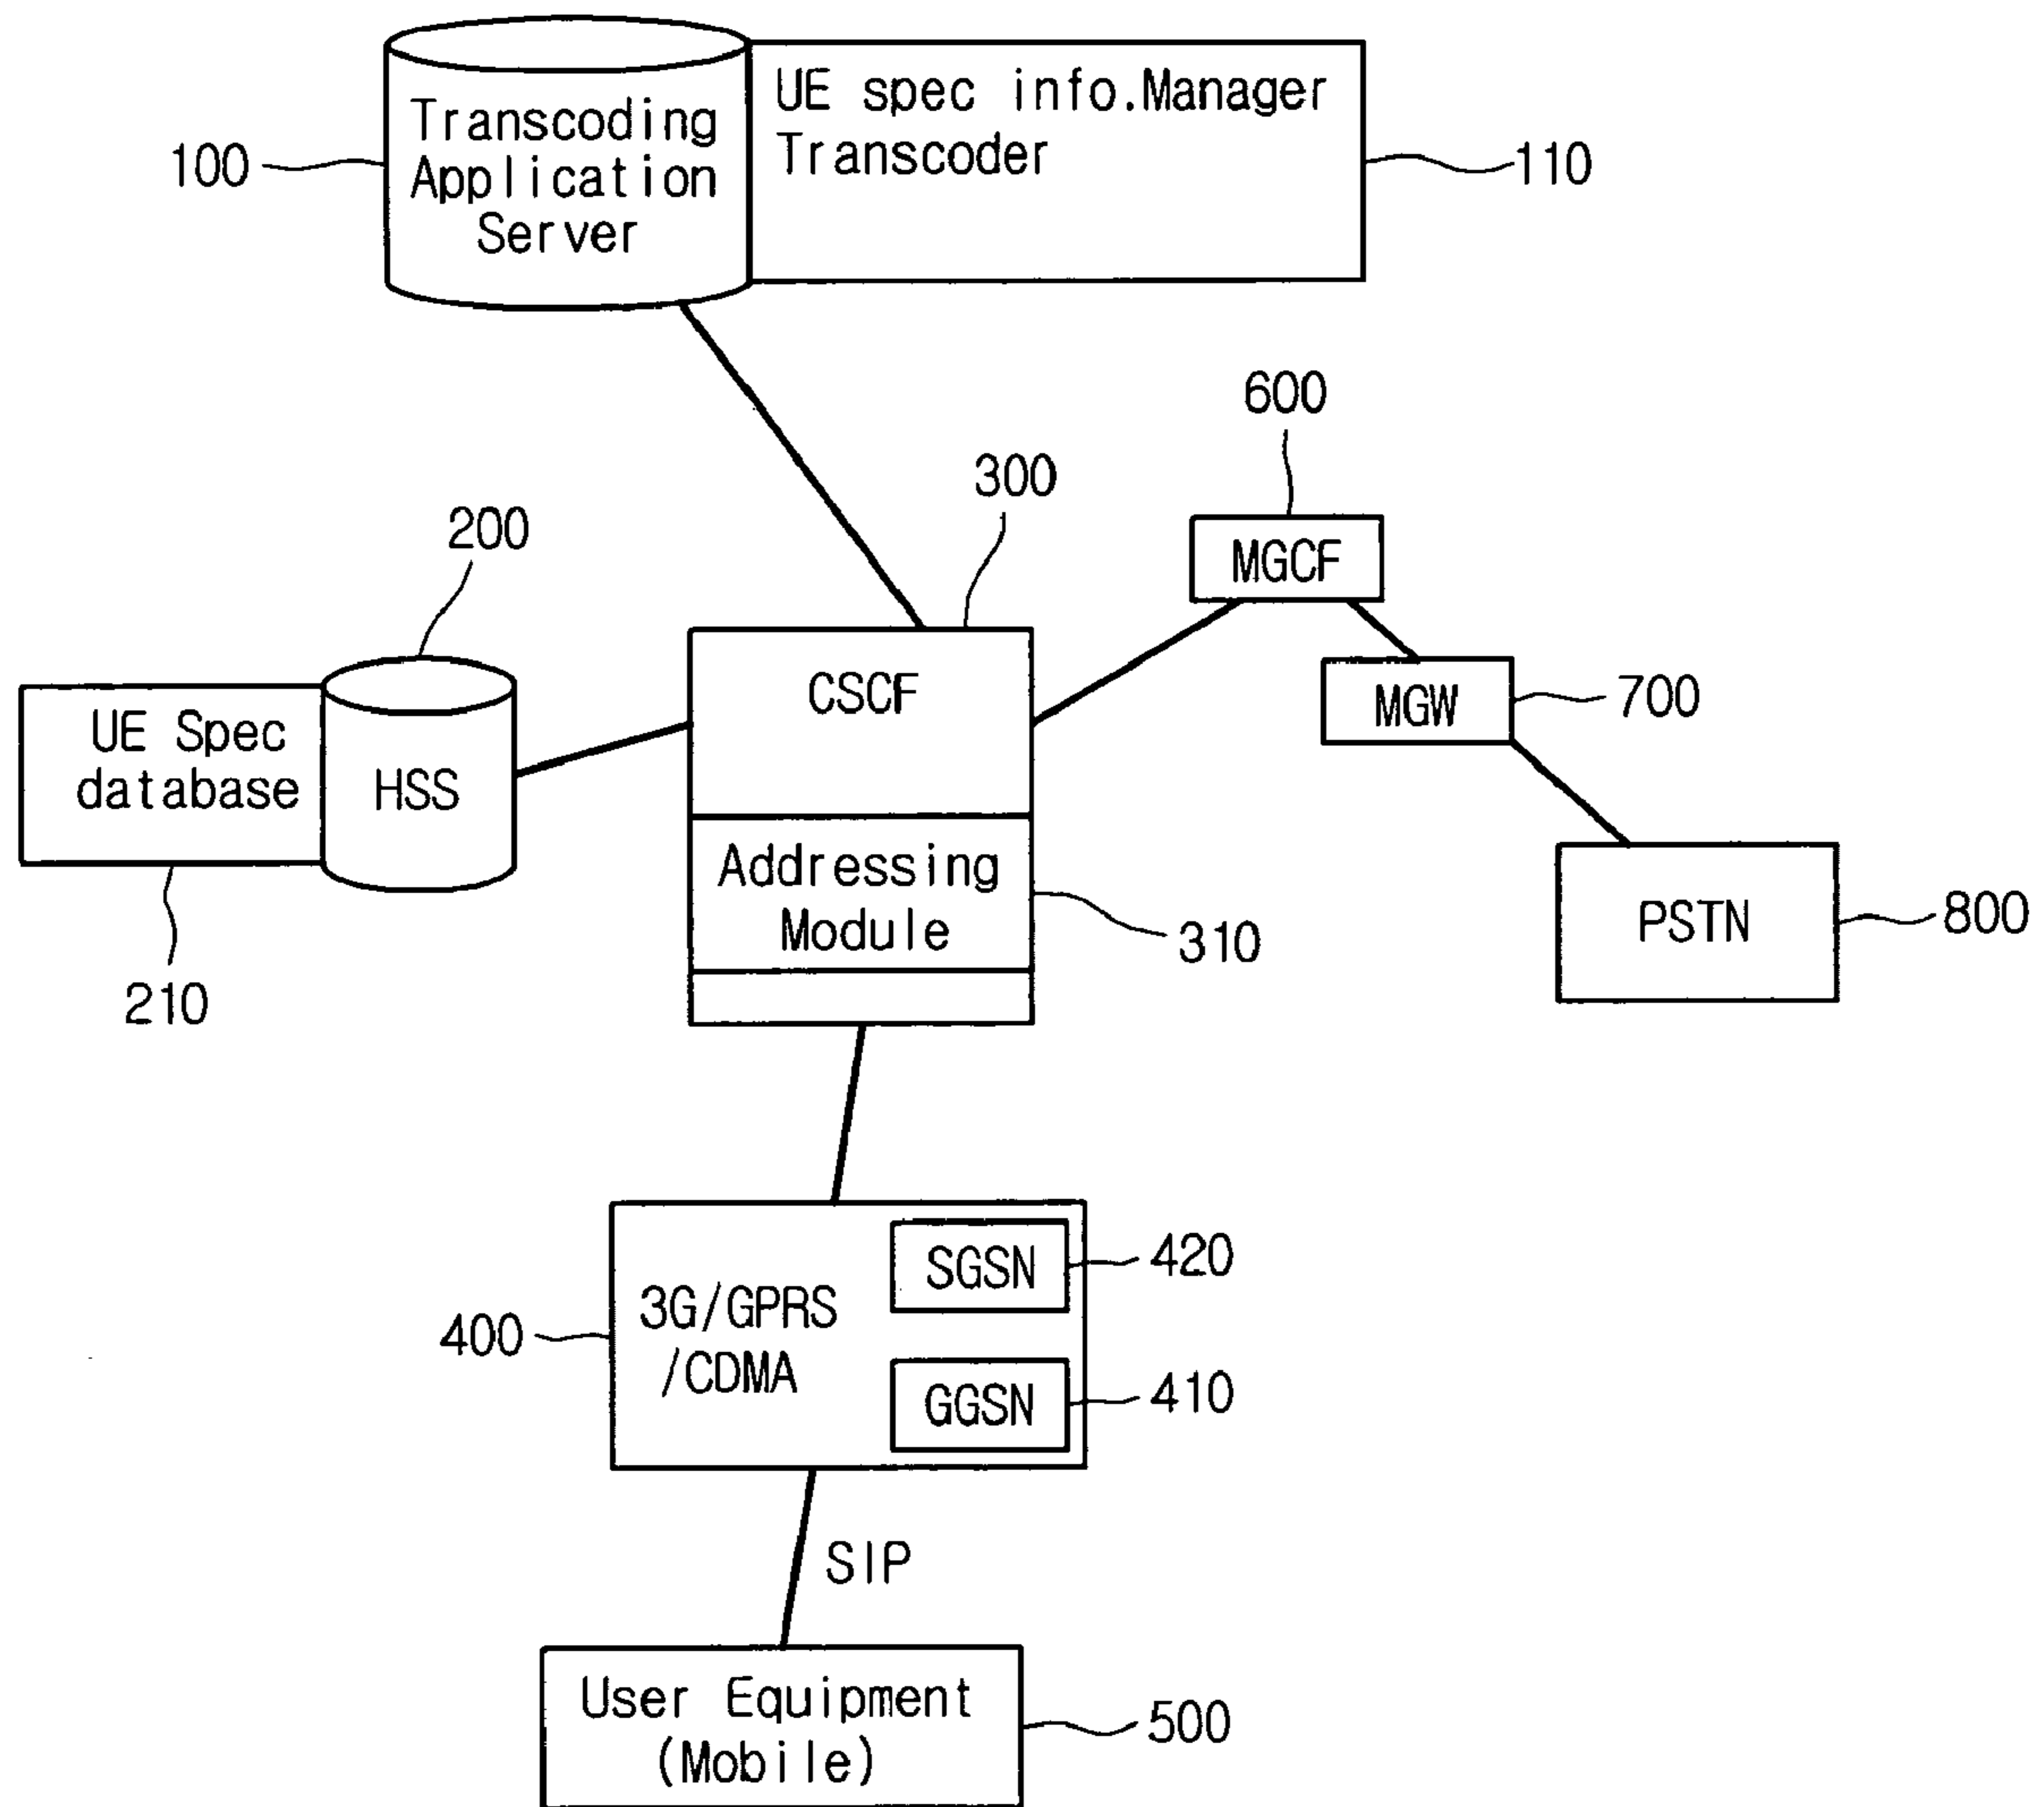 Transcoding
Application
Server
UE spec info.Manager
Transcoder
100
110
600
300
MGCF
200
CSCF
MGW
700
UE Spec
database
HSS
Addressing
Module
310
PSTN
800
210
SGSN
420
3G/GPRS
/CDMA
400
GGSN
410
SIP
User Equipment
(Mobile)
500